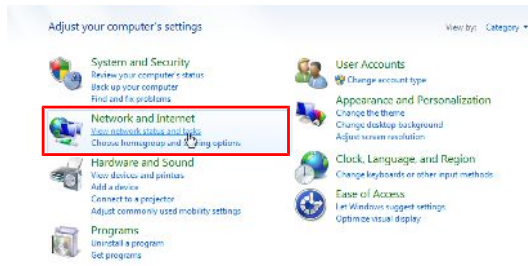 Adjust your computer's settings
View by: Category
System and Security
Review your computer's status
Back up your computer
Find and fix problems
Network and Internet
View network status and tasks
Choose homegroup and sharing options
Hardware and Sound
View devices and printers
Add a device
Connect to a projector
Adjust commonly used mobility settings
Programs
Uninstall a program
Get programs
User Accounts
Change account type
Appearance and Personalization
Change the theme
Change desktop background
Adjust screen resolution
Clock, Language, and Region
Change keyboards or other input methods
Ease of Access
Let Windows suggest settings
Optimize visual display